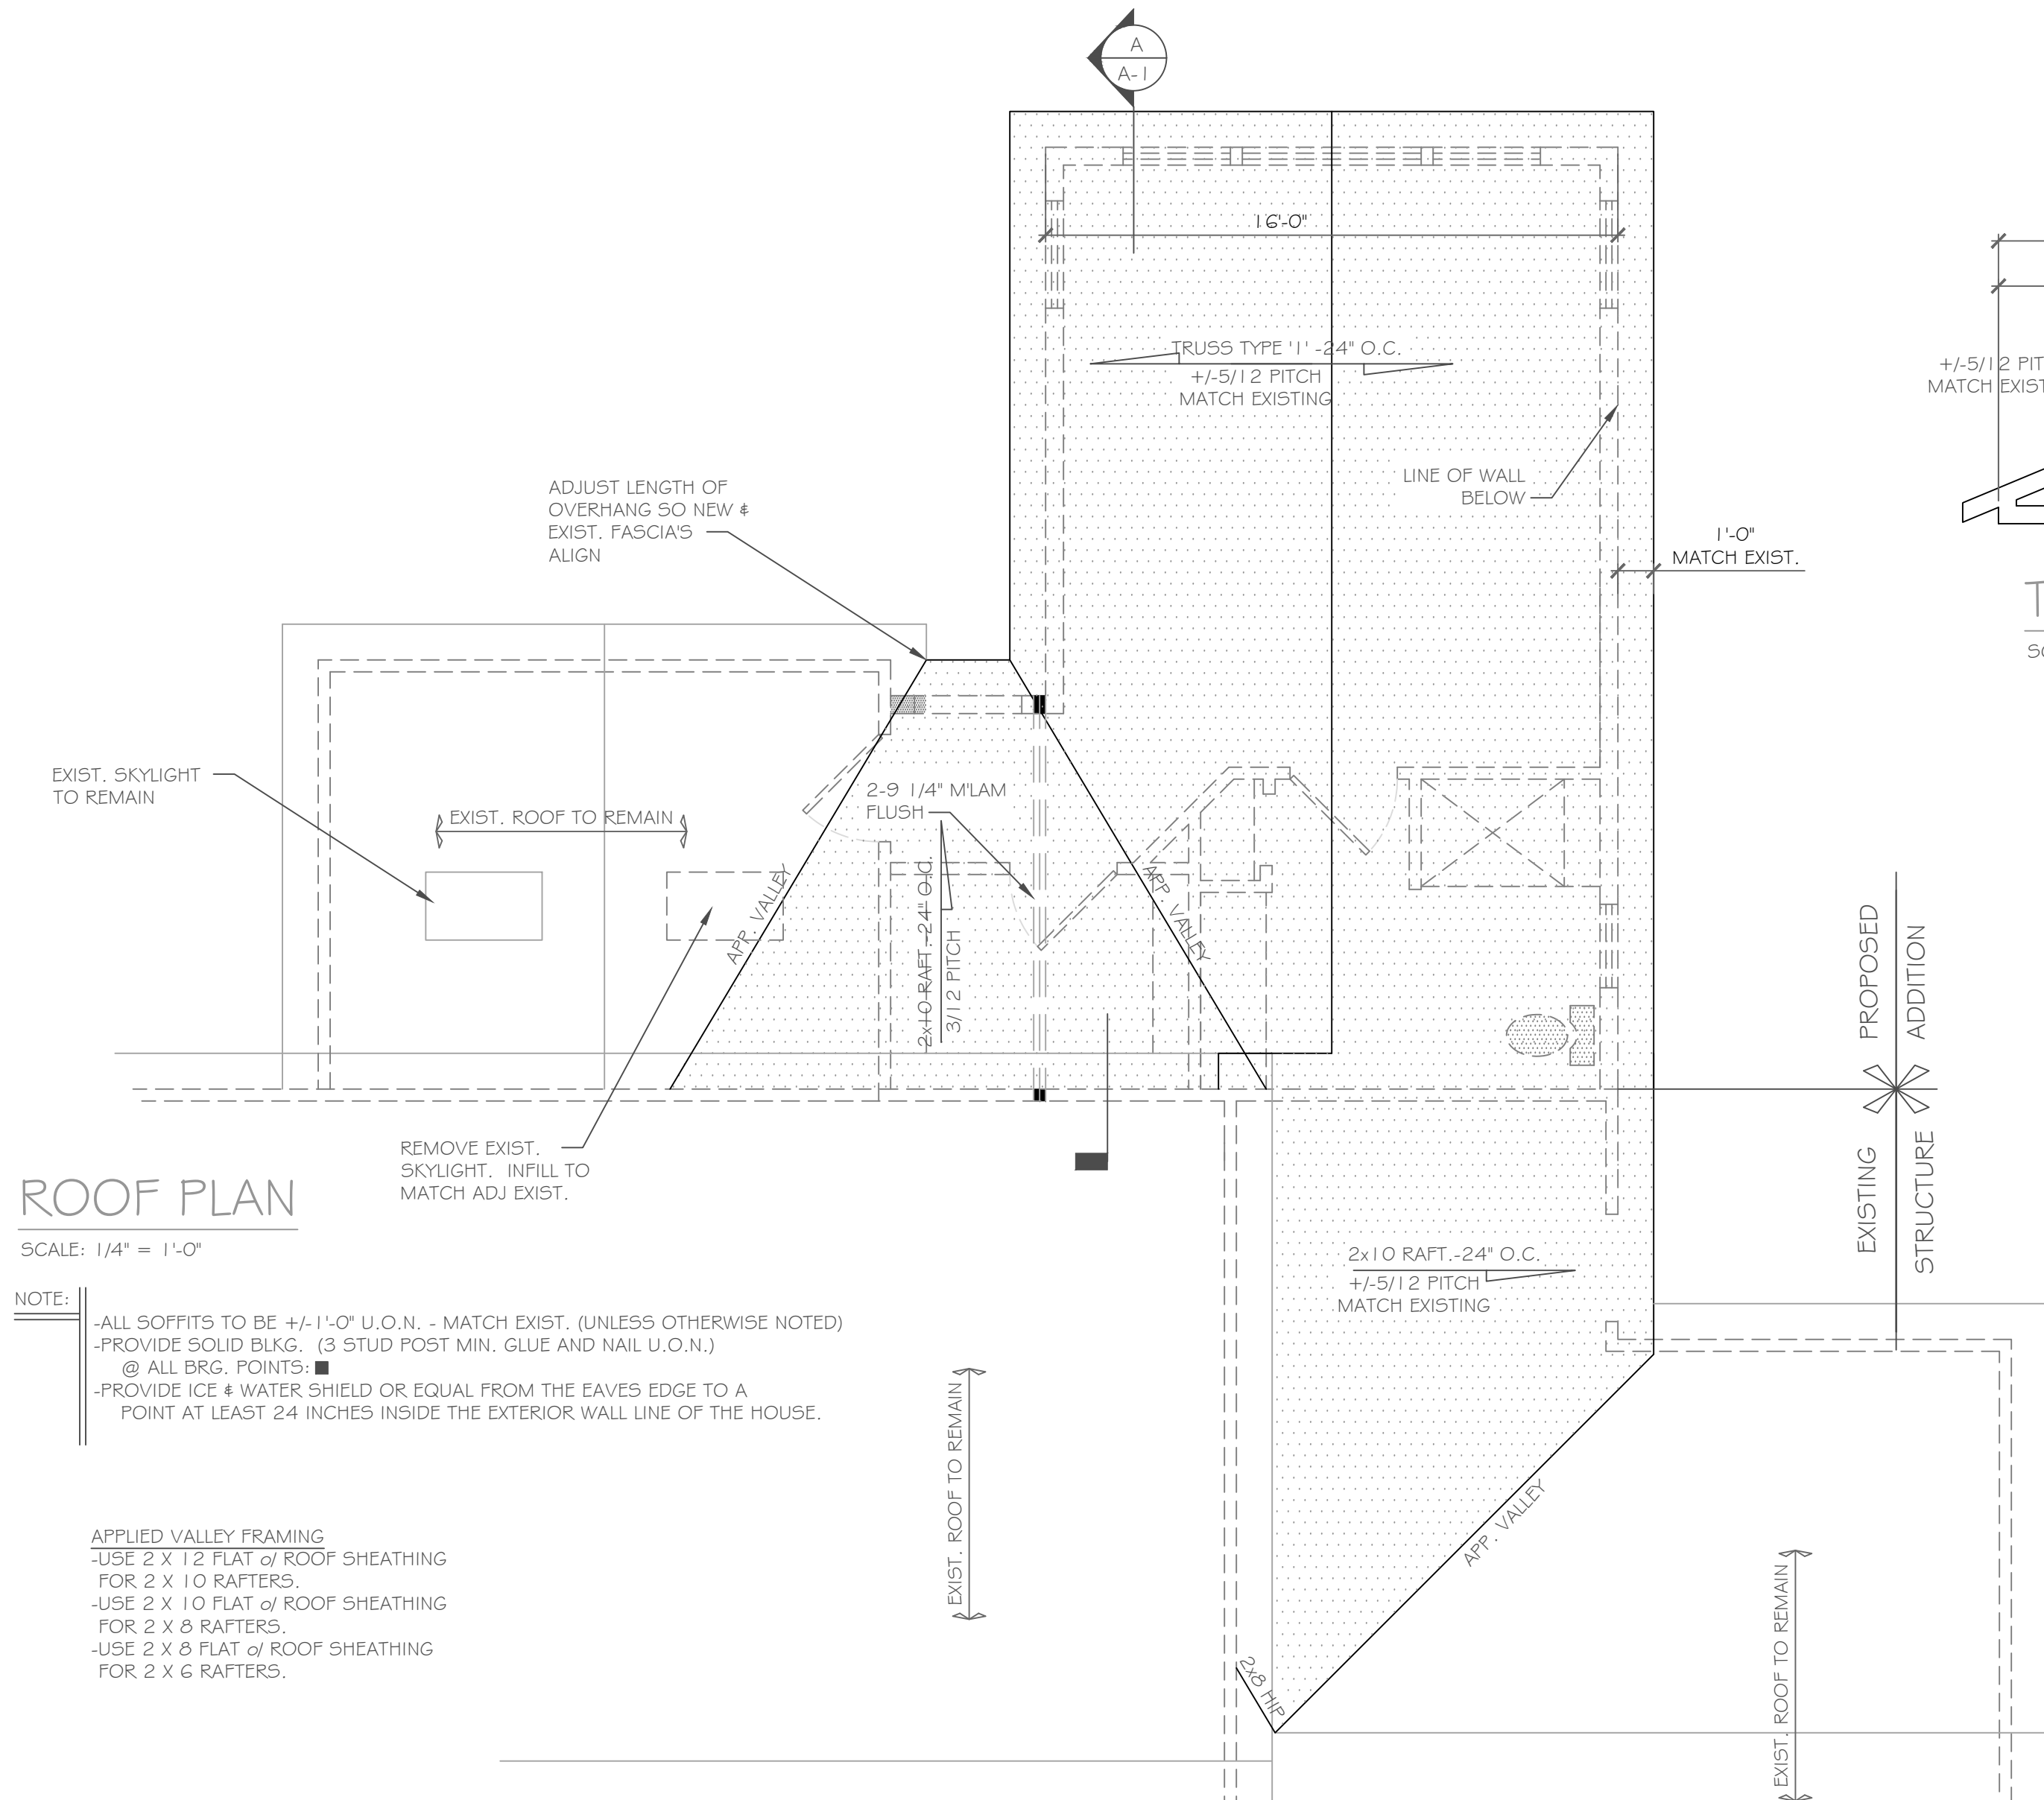 A
A-1
16'-0"
TRUSS TYPE '1' -24" O.C.
+/-5/12 PITCH
MATCH EXISTING
+/-5/12 PIT
MATCH EXIST
LINE OF WALL
BELOW
ADJUST LENGTH OF
OVERHANG SO NEW &
EXIST. FASCIA'S
ALIGN
1'-0"
MATCH EXIST.
T
SC
EXIST. SKYLIGHT
TO REMAIN
EXIST. ROOF TO REMAIN
2-9 1/4" M'LAM
FLUSH
APP. VALLEY
2x10 RAFT.-24" O.C.
3/12 PITCH
APP. VALLEY
PROPOSED
ADDITION
EXISTING
STRUCTURE
REMOVE EXIST.
SKYLIGHT. INFILL TO
MATCH ADJ EXIST.
ROOF PLAN
SCALE: 1/4" = 1'-0"
2x10 RAFT.-24" O.C.
+/-5/12 PITCH
MATCH EXISTING
NOTE:
-ALL SOFFITS TO BE +/-1'-0" U.O.N. - MATCH EXIST. (UNLESS OTHERWISE NOTED)
-PROVIDE SOLID BLKG. (3 STUD POST MIN. GLUE AND NAIL U.O.N.)
@ ALL BRG. POINTS:
-PROVIDE ICE & WATER SHIELD OR EQUAL FROM THE EAVES EDGE TO A
POINT AT LEAST 24 INCHES INSIDE THE EXTERIOR WALL LINE OF THE HOUSE.
EXIST. ROOF TO REMAIN
APP. VALLEY
APPLIED VALLEY FRAMING
-USE 2 X 12 FLAT o/ ROOF SHEATHING
FOR 2 X 10 RAFTERS.
-USE 2 X 10 FLAT o/ ROOF SHEATHING
FOR 2 X 8 RAFTERS.
-USE 2 X 8 FLAT o/ ROOF SHEATHING
FOR 2 X 6 RAFTERS.
2x8 HIP
EXIST. ROOF TO REMAIN